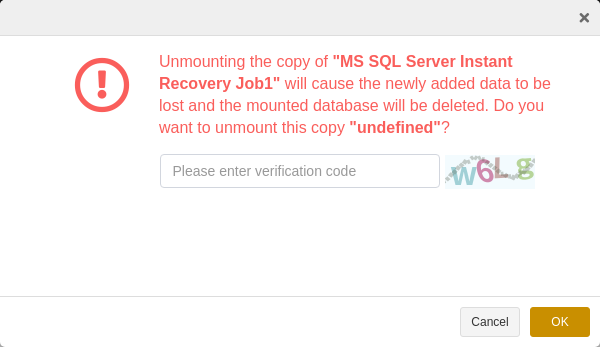 Unmounting the copy of "MS SQL Server Instant
Recovery Job1" will cause the newly added data to be
lost and the mounted database will be deleted. Do you
want to unmount this copy "undefined"?
Please enter verification code
w6Lg
Cancel OK